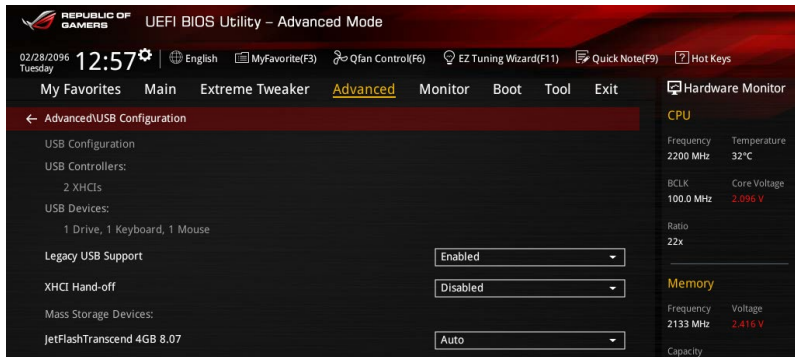 REPUBLIC OF
GAMERS
UEFI BIOS Utility – Advanced Mode
02/28/2096
Tuesday
12:57
English
MyFavorite(F3)
Qfan Control(F6)
EZ Tuning Wizard(F11)
Quick Note(F9)
? Hot Keys
My Favorites Main Extreme Tweaker Advanced Monitor Boot Tool Exit
Hardware Monitor
Advanced\USB Configuration
USB Configuration
USB Controllers:
2 XHCIs
USB Devices:
1 Drive, 1 Keyboard, 1 Mouse
Legacy USB Support Enabled
XHCI Hand-off Disabled
Mass Storage Devices:
JetFlashTranscend 4GB 8.07 Auto
CPU
Frequency Temperature
2200 MHz 32°C
BCLK Core Voltage
100.0 MHz 2.096 V
Ratio
22x
Memory
Frequency Voltage
2133 MHz 2.416 V
Capacity